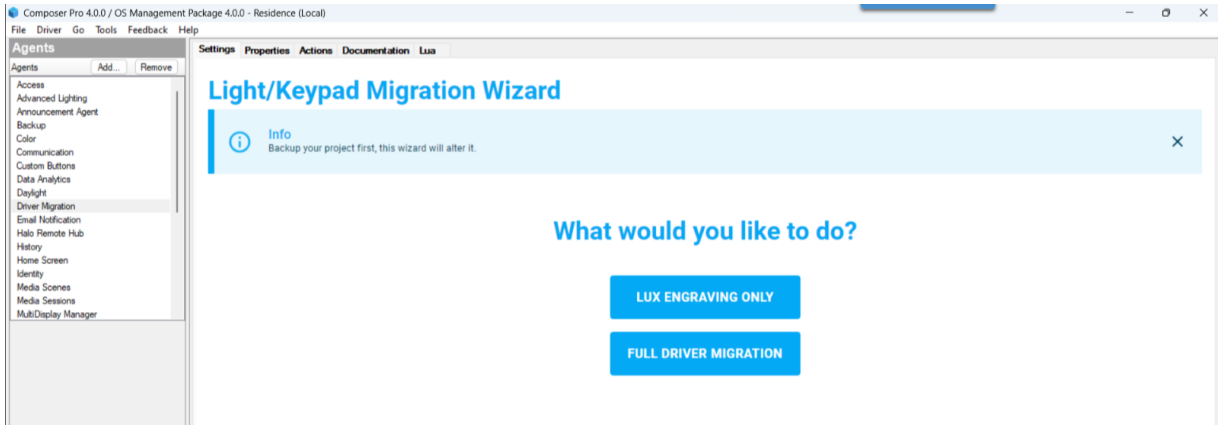 Composer Pro 4.0.0 / OS Management Package 4.0.0 - Residence (Local)
File Driver Go Tools Feedback Help
Agents
Agents Add... Remove
Access
Advanced Lighting
Announcement Agent
Backup
Color
Communication
Custom Buttons
Data Analytics
Daylight
Driver Migration
Email Notification
Halo Remote Hub
History
Home Screen
Identity
Media Scenes
Media Sessions
MultiDisplay Manager
Settings Properties Actions Documentation Lua
Light/Keypad Migration Wizard
Info
Backup your project first, this wizard will alter it.
What would you like to do?
LUX ENGRAVING ONLY
FULL DRIVER MIGRATION